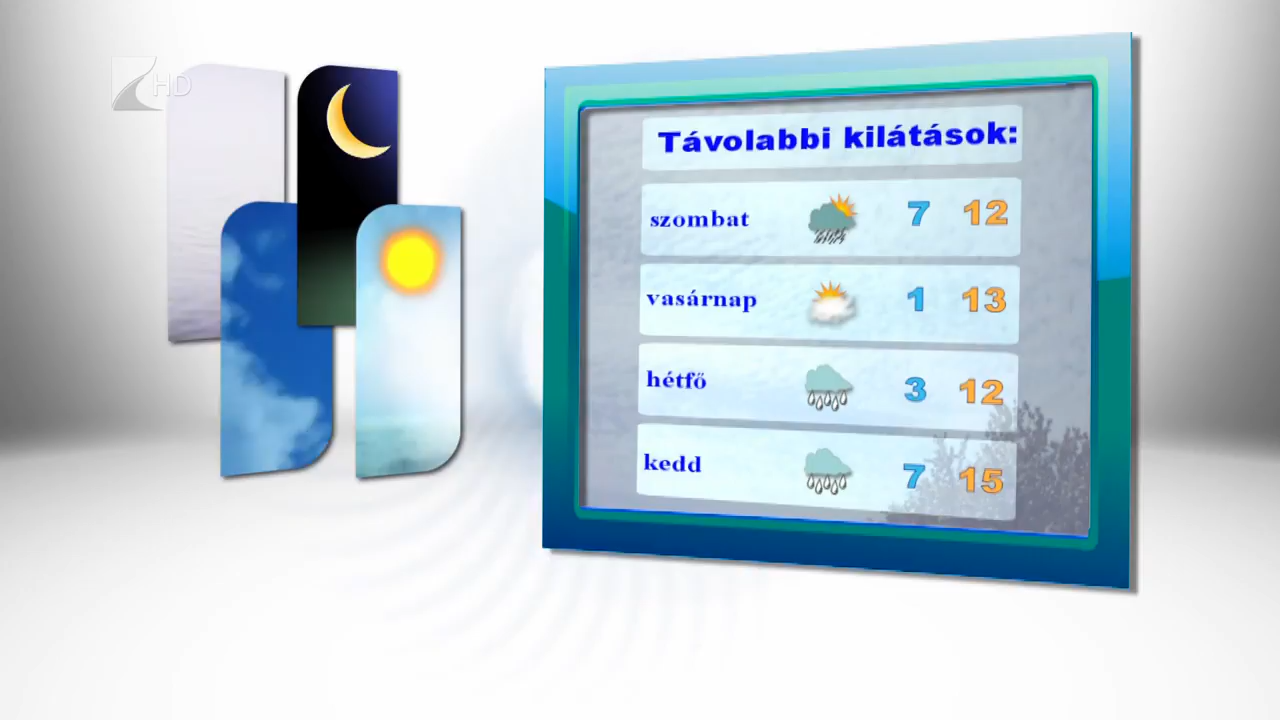 HD
Távolabbi kilátások:
szombat 7 12
vasárnap 1 13
hétfő 3 12
kedd 7 15